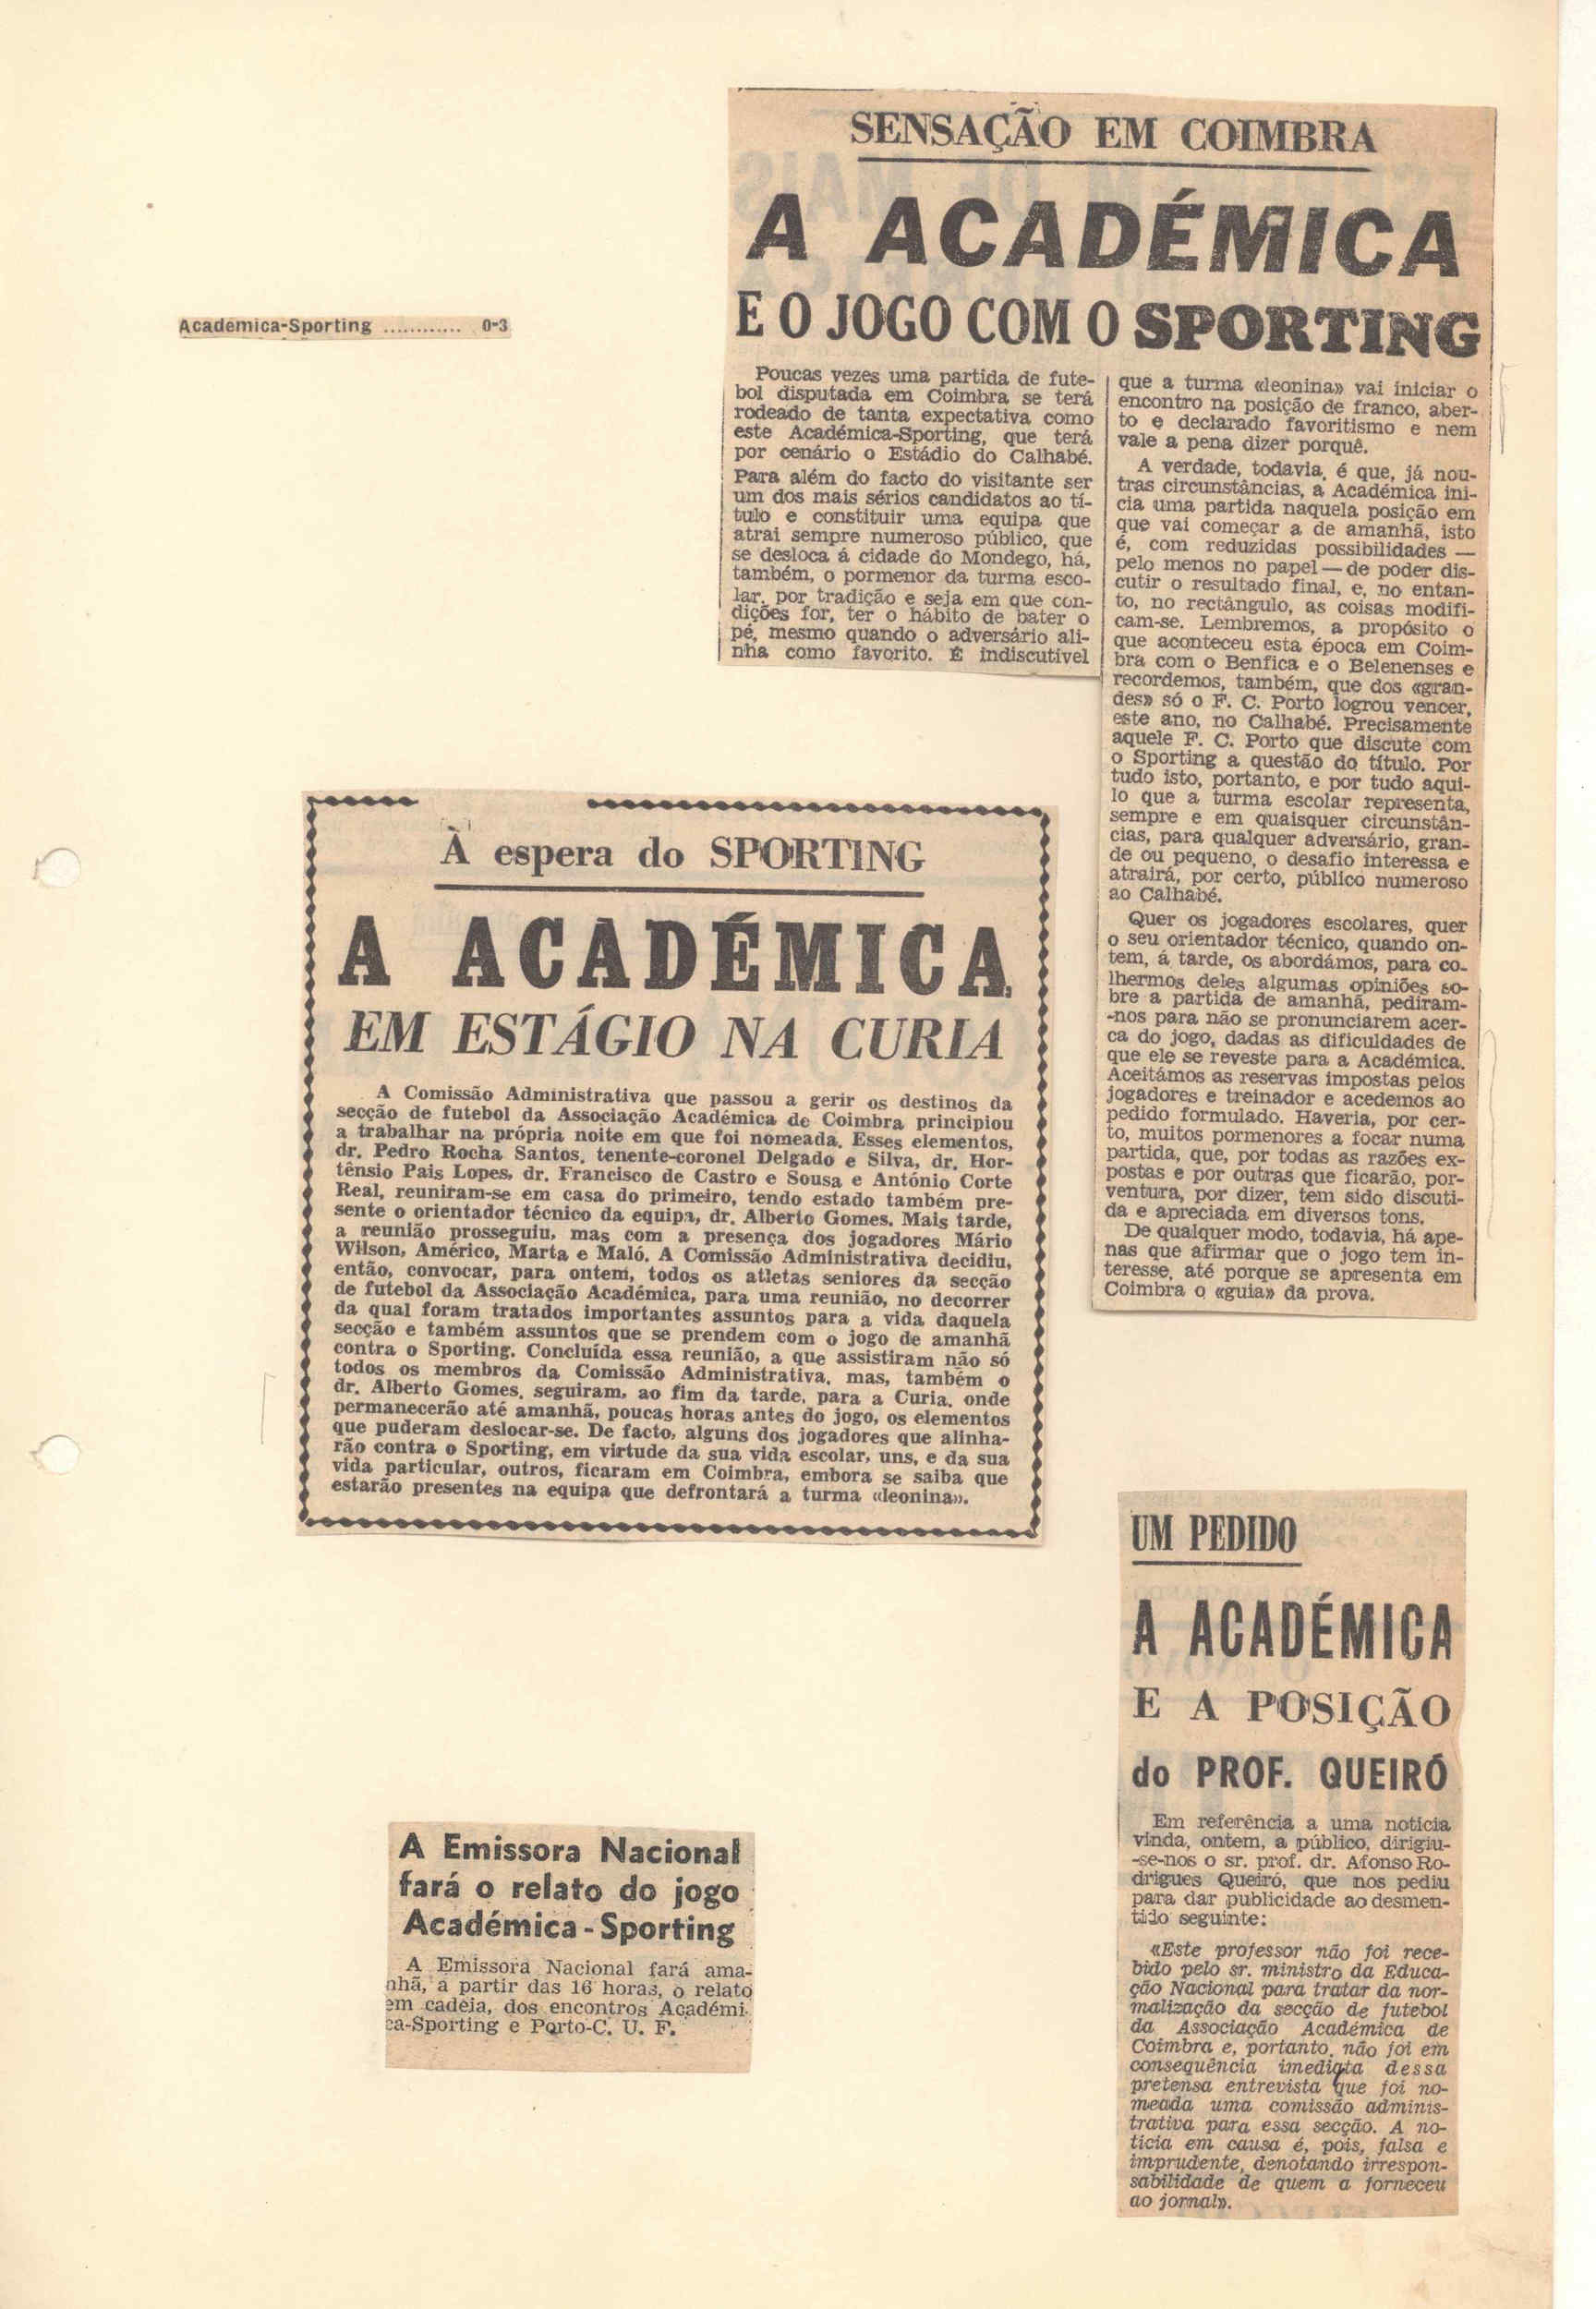 Academica-Sporting ............ 0-3
SENSAÇÃO EM COIMBRA
A ACADÉMICA
E O JOGO COM O SPORTING
Poucas vezes uma partida de fute-
bol disputada em Coimbra se terá
rodeado de tanta expectativa como
este Académica-Sporting, que terá
por cenário o Estádio do Calhabé.
Para além do facto do visitante ser
um dos mais sérios candidatos ao tí-
tulo e constituir uma equipa que
atrai sempre numeroso público, que
se desloca á cidade do Mondego, há,
também, o pormenor da turma esco-
lar, por tradição e seja em que con-
dições for, ter o hábito de bater o
pé, mesmo quando o adversário ali-
nha como favorito. É indiscutível
que a turma «leonina» vai iniciar o
encontro na posição de franco, aber-
to e declarado favoritismo e nem
vale a pena dizer porquê.
A verdade, todavia, é que, já nou-
tras circunstâncias, a Académica ini-
cia uma partida naquela posição em
que vai começar a de amanhã, isto
é, com reduzidas possibilidades —
pelo menos no papel — de poder dis-
cutir o resultado final, e, no entan-
to, no rectângulo, as coisas modifi-
cam-se. Lembremos, a propósito o
que aconteceu esta época em Coim-
bra com o Benfica e o Belenenses e
recordemos, também, que dos «gran-
des» só o F. C. Porto logrou vencer,
este ano, no Calhabé. Precisamente
aquele F. C. Porto que discute com
o Sporting a questão do título. Por
tudo isto, portanto, e por tudo aqui-
lo que a turma escolar representa,
sempre e em quaisquer circunstân-
cias, para qualquer adversário, gran-
de ou pequeno, o desafio interessa e
atrairá, por certo, público numeroso
ao Calhabé.
Quer os jogadores escolares, quer
o seu orientador técnico, quando on-
tem, á tarde, os abordámos, para co-
lhermos deles algumas opiniões so-
bre a partida de amanhã, pediram-
-nos para não se pronunciarem acer-
ca do jogo, dadas as dificuldades de
que ele se reveste para a Académica.
Aceitámos as reservas impostas pelos
jogadores e treinador e acedemos ao
pedido formulado. Haveria, por cer-
to, muitos pormenores a focar numa
partida, que, por todas as razões ex-
postas e por outras que ficarão, por-
ventura, por dizer, tem sido discuti-
da e apreciada em diversos tons.
De qualquer modo, todavia, há ape-
nas que afirmar que o jogo tem in-
teresse, até porque se apresenta em
Coimbra o «guia» da prova.
À espera do SPORTING
A ACADÉMICA
EM ESTÁGIO NA CURIA
A Comissão Administrativa que passou a gerir os destinos da
secção de futebol da Associação Académica de Coimbra principiou
a trabalhar na própria noite em que foi nomeada. Esses elementos,
dr. Pedro Rocha Santos, tenente-coronel Delgado e Silva, dr. Hor-
tênsio Pais Lopes, dr. Francisco de Castro e Sousa e António Corte
Real, reuniram-se em casa do primeiro, tendo estado também pre-
sente o orientador técnico da equipa, dr. Alberto Gomes. Mais tarde,
a reunião prosseguiu, mas com a presença dos jogadores Mário
Wilson, Américo, Marta e Maló. A Comissão Administrativa decidiu,
então, convocar, para ontem, todos os atletas seniores da secção
de futebol da Associação Académica, para uma reunião, no decorrer
da qual foram tratados importantes assuntos para a vida daquela
secção e também assuntos que se prendem com o jogo de amanhã
contra o Sporting. Concluída essa reunião, a que assistiram não só
todos os membros da Comissão Administrativa, mas, também o
dr. Alberto Gomes, seguiram, ao fim da tarde, para a Curia, onde
permanecerão até amanhã, poucas horas antes do jogo, os elementos
que puderam deslocar-se. De facto, alguns dos jogadores que alinha-
rão contra o Sporting, em virtude da sua vida escolar, uns, e da sua
vida particular, outros, ficaram em Coimbra, embora se saiba que
estarão presentes na equipa que defrontará a turma «leonina».
UM PEDIDO
A ACADÉMICA
E A POSIÇÃO
do PROF. QUEIRÓ
Em referência a uma notícia
vinda, ontem, a público, dirigiu-
-se-nos o sr. prof. dr. Afonso Ro-
drigues Queiró, que nos pediu
para dar publicidade ao desmen-
tido seguinte:
«Este professor não foi rece-
bido pelo sr. ministro da Educa-
ção Nacional para tratar da nor-
malização da secção de futebol
da Associação Académica de
Coimbra e, portanto, não foi em
consequência imediata dessa
pretensa entrevista que foi no-
meada uma comissão adminis-
trativa para essa secção. A no-
tícia em causa é, pois, falsa e
imprudente, denotando irrespon-
sabilidade de quem a forneceu
ao jornal».
A Emissora Nacional
fará o relato do jogo
Académica-Sporting
A Emissora Nacional fará ama-
nhã, a partir das 16 horas, o relato
em cadeia, dos encontros Académi-
ca-Sporting e Porto-C. U. F.